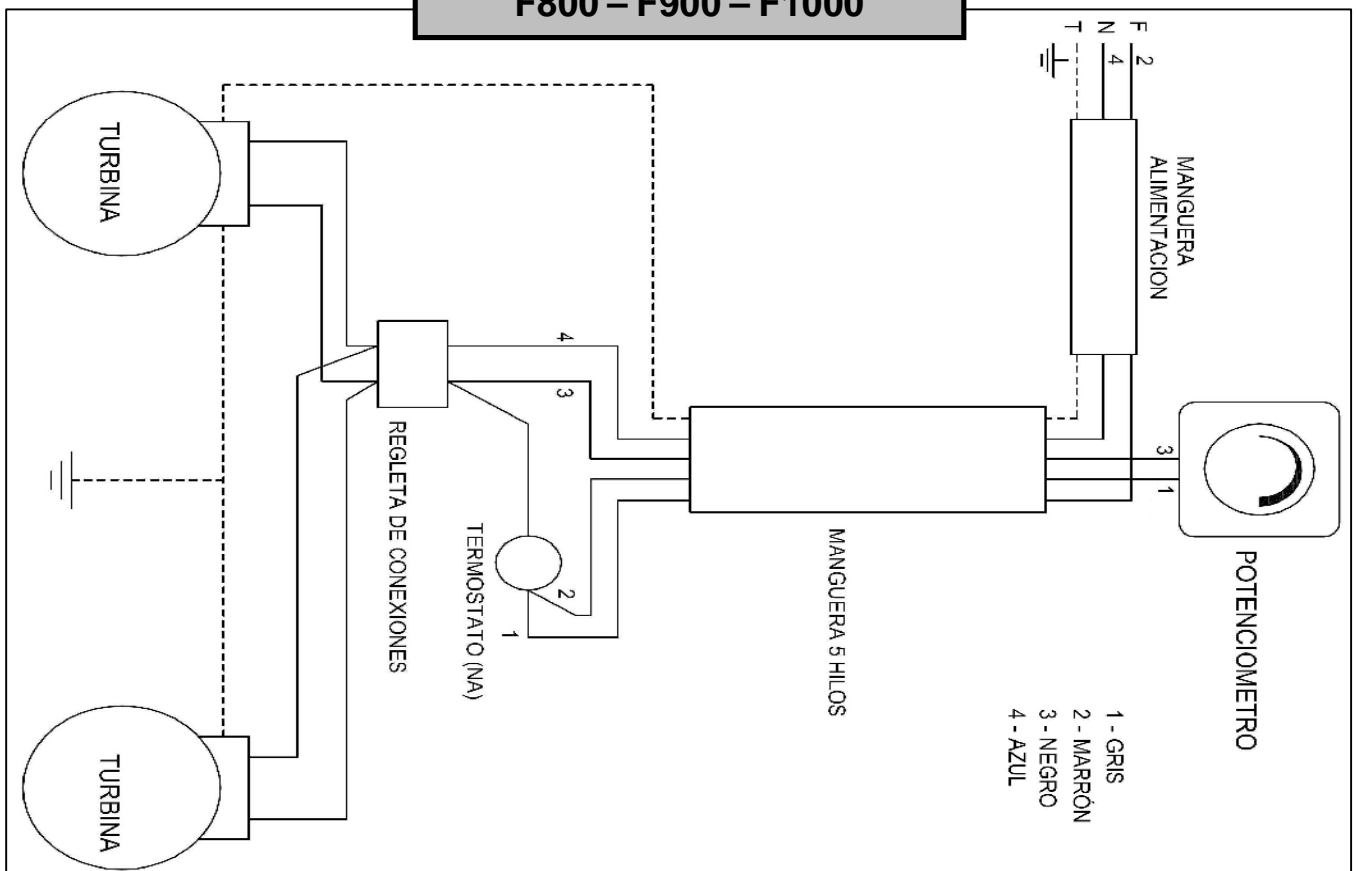 F800 – F900 – F1000
F 2
N 4
T
MANGUERA
ALIMENTACION
3
1
POTENCIOMETRO
1 - GRIS
2 - MARRÓN
3 - NEGRO
4 - AZUL
MANGUERA 5 HILOS
4
3
2
1
TERMOSTATO (NA)
REGLETA DE CONEXIONES
TURBINA
TURBINA